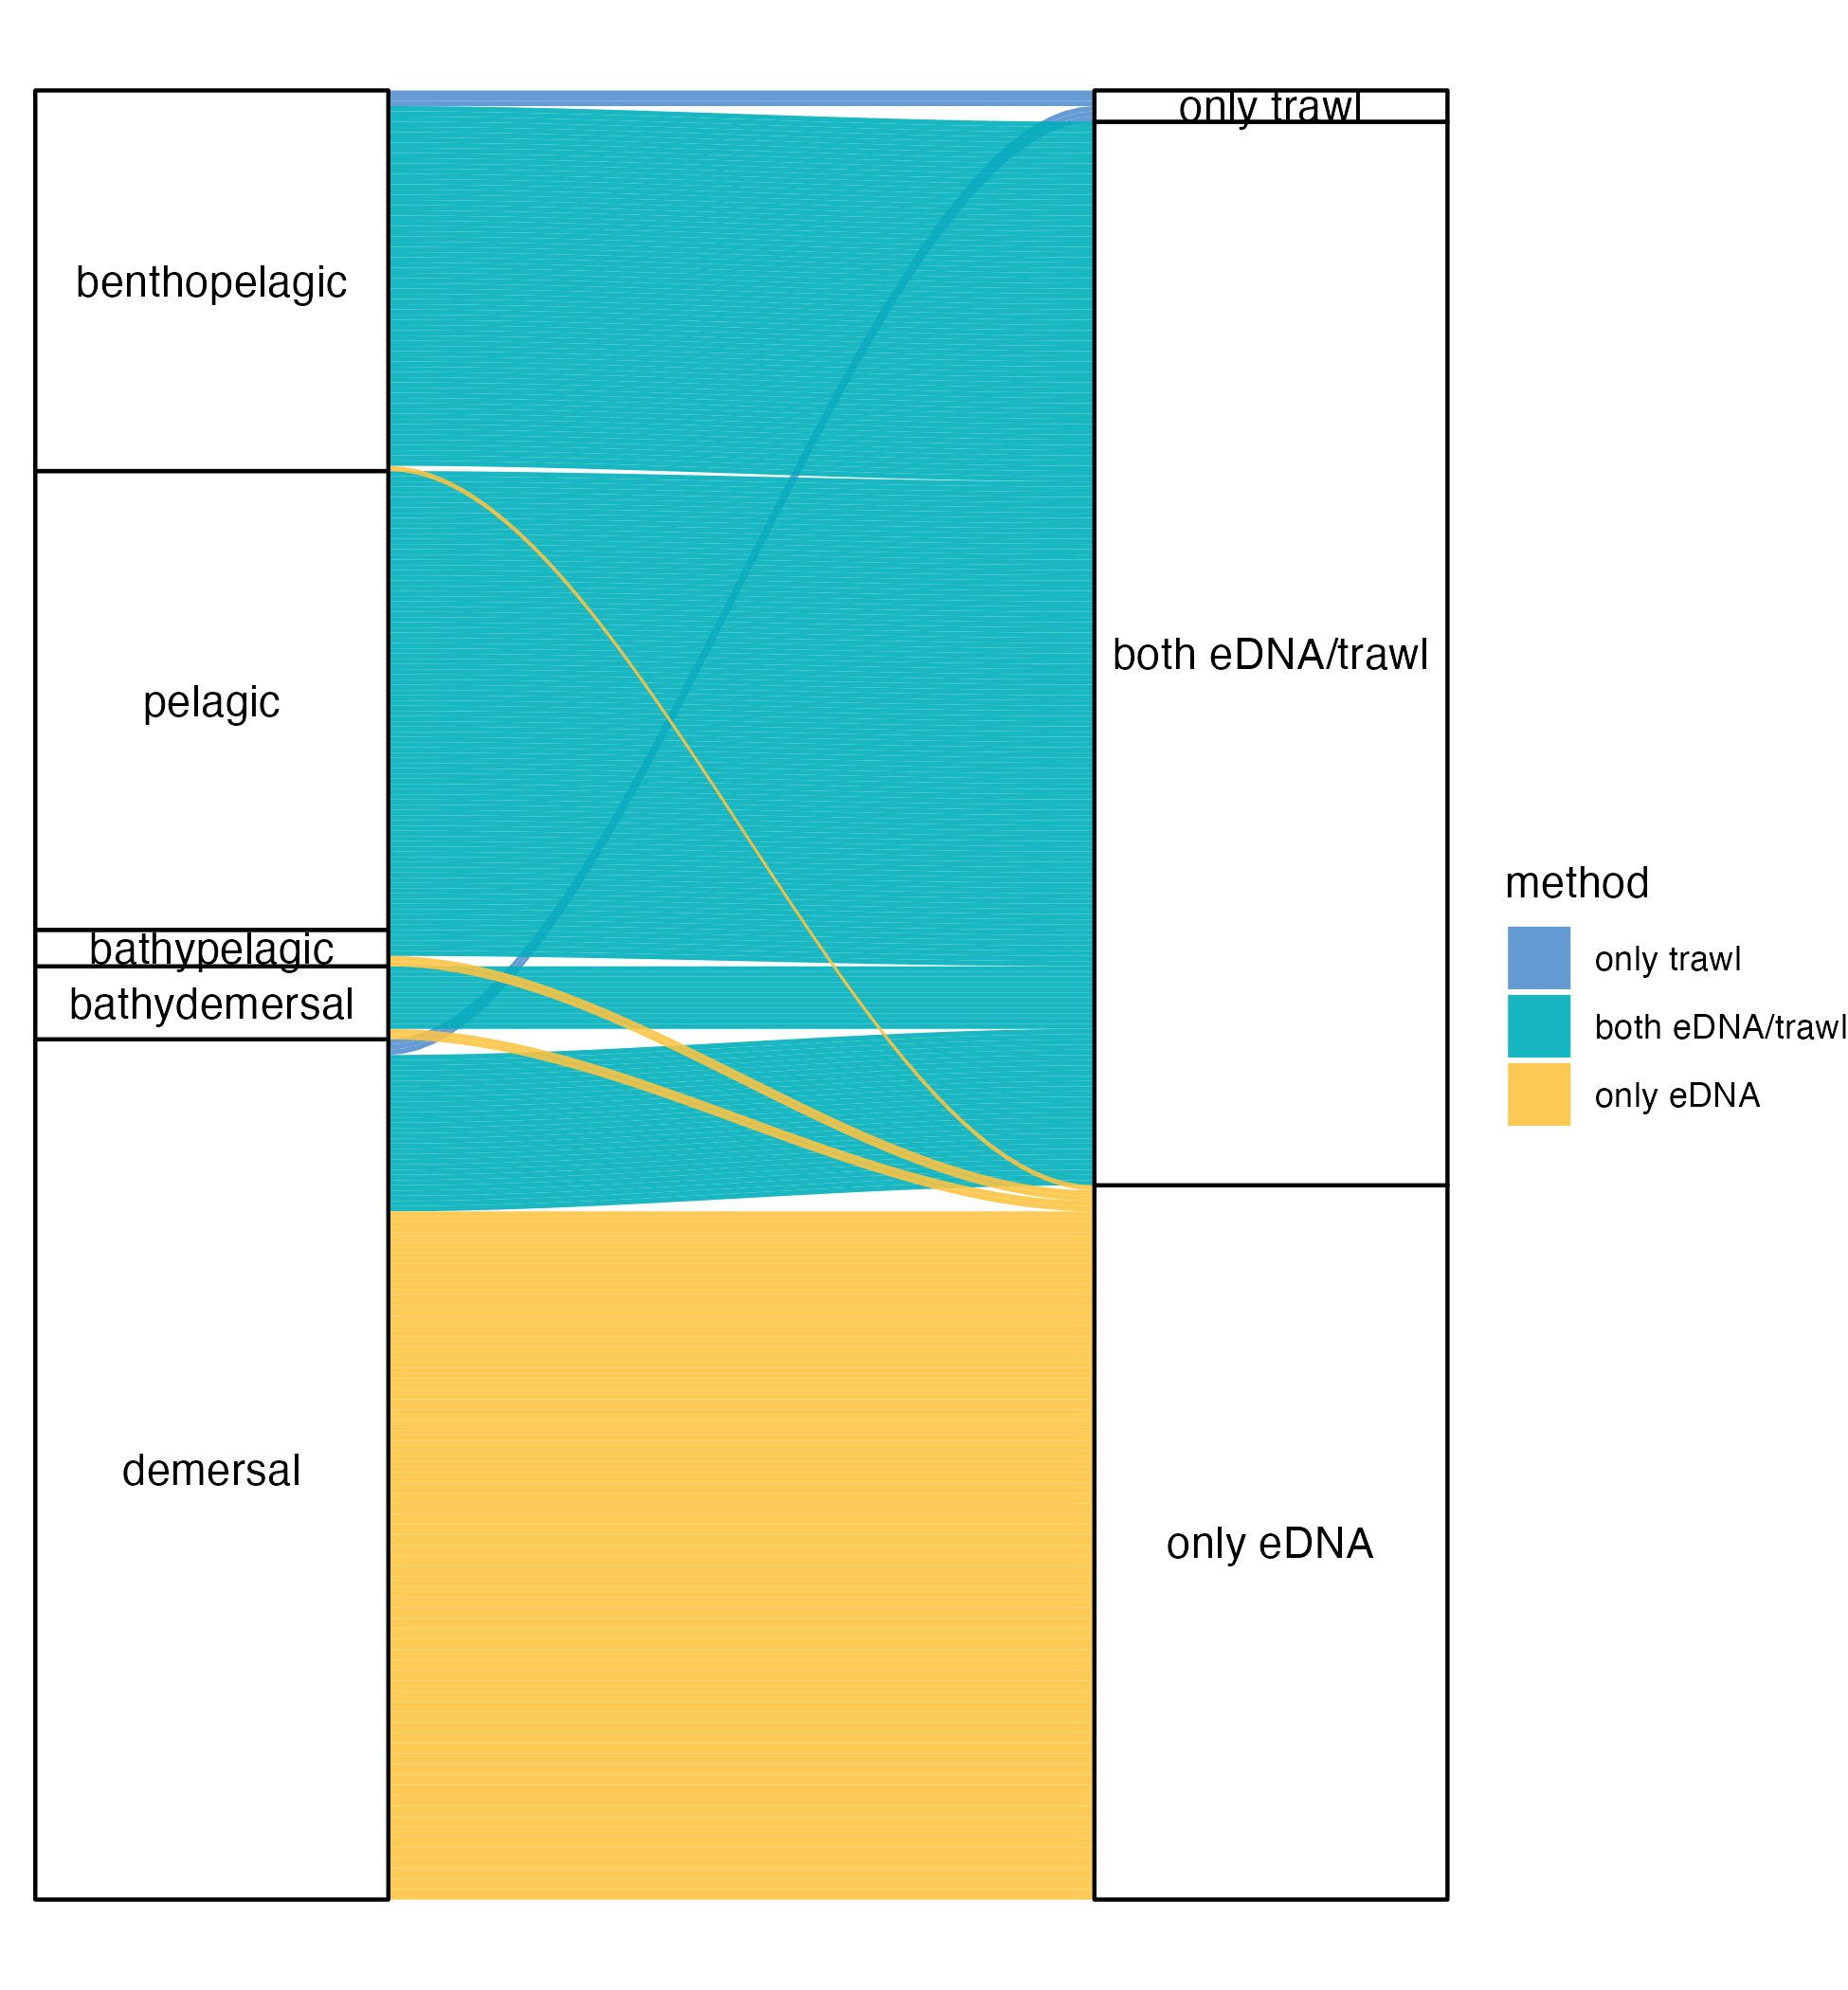 benthopelagic
pelagic
bathypelagic
bathydemersal
demersal
only trawl
both eDNA/trawl
only eDNA
method
only trawl
both eDNA/trawl
only eDNA